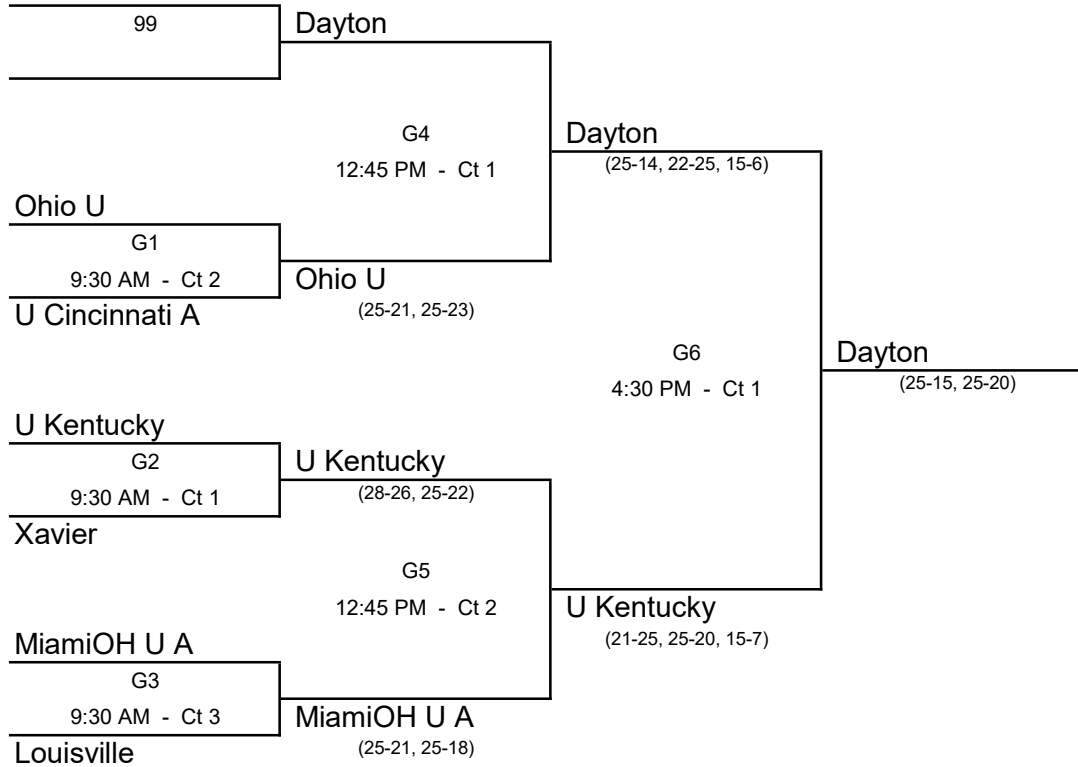 99
Dayton
G4
12:45 PM - Ct 1
Dayton
(25-14, 22-25, 15-6)
Ohio U
G1
9:30 AM - Ct 2
U Cincinnati A
Ohio U
(25-21, 25-23)
G6
4:30 PM - Ct 1
Dayton
(25-15, 25-20)
U Kentucky
G2
9:30 AM - Ct 1
Xavier
U Kentucky
(28-26, 25-22)
G5
12:45 PM - Ct 2
U Kentucky
(21-25, 25-20, 15-7)
MiamiOH U A
G3
9:30 AM - Ct 3
Louisville
MiamiOH U A
(25-21, 25-18)